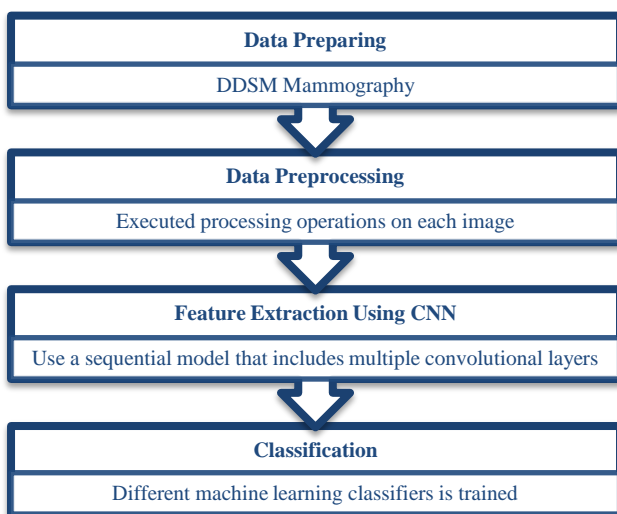 Data Preparing
DDSM Mammography
Data Preprocessing
Executed processing operations on each image
Feature Extraction Using CNN
Use a sequential model that includes multiple convolutional layers
Classification
Different machine learning classifiers is trained